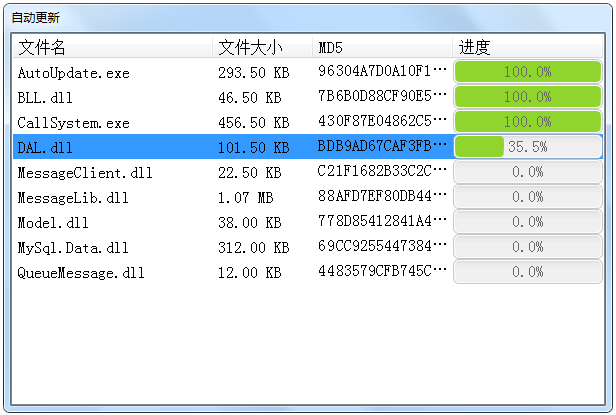 自动更新
文件名 文件大小 MD5 进度
AutoUpdate.exe 293.50 KB 96304A7D0A10F1... 100.0%
BLL.dll 46.50 KB 7B6B0D88CF90E5... 100.0%
CallSystem.exe 456.50 KB 430F87E04862C5... 100.0%
DAL.dll 101.50 KB BDB9AD67CAF3FB... 35.5%
MessageClient.dll 22.50 KB C21F1682B33C2C... 0.0%
MessageLib.dll 1.07 MB 88AFD7EF80DB44... 0.0%
Model.dll 38.00 KB 778D85412841A4... 0.0%
MySql.Data.dll 312.00 KB 69CC9255447384... 0.0%
QueueMessage.dll 12.00 KB 4483579CFB745C... 0.0%